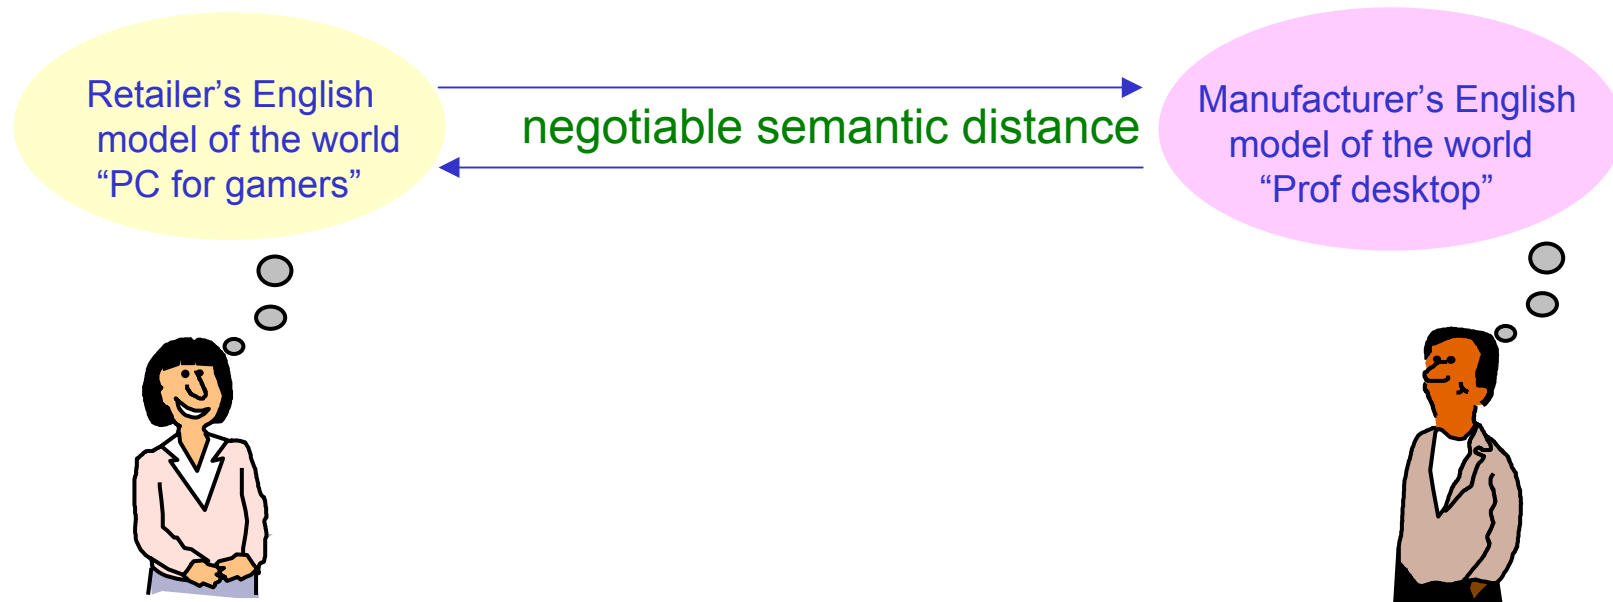 Retailer’s English
model of the world
“PC for gamers”
negotiable semantic distance
Manufacturer’s English
model of the world
“Prof desktop”